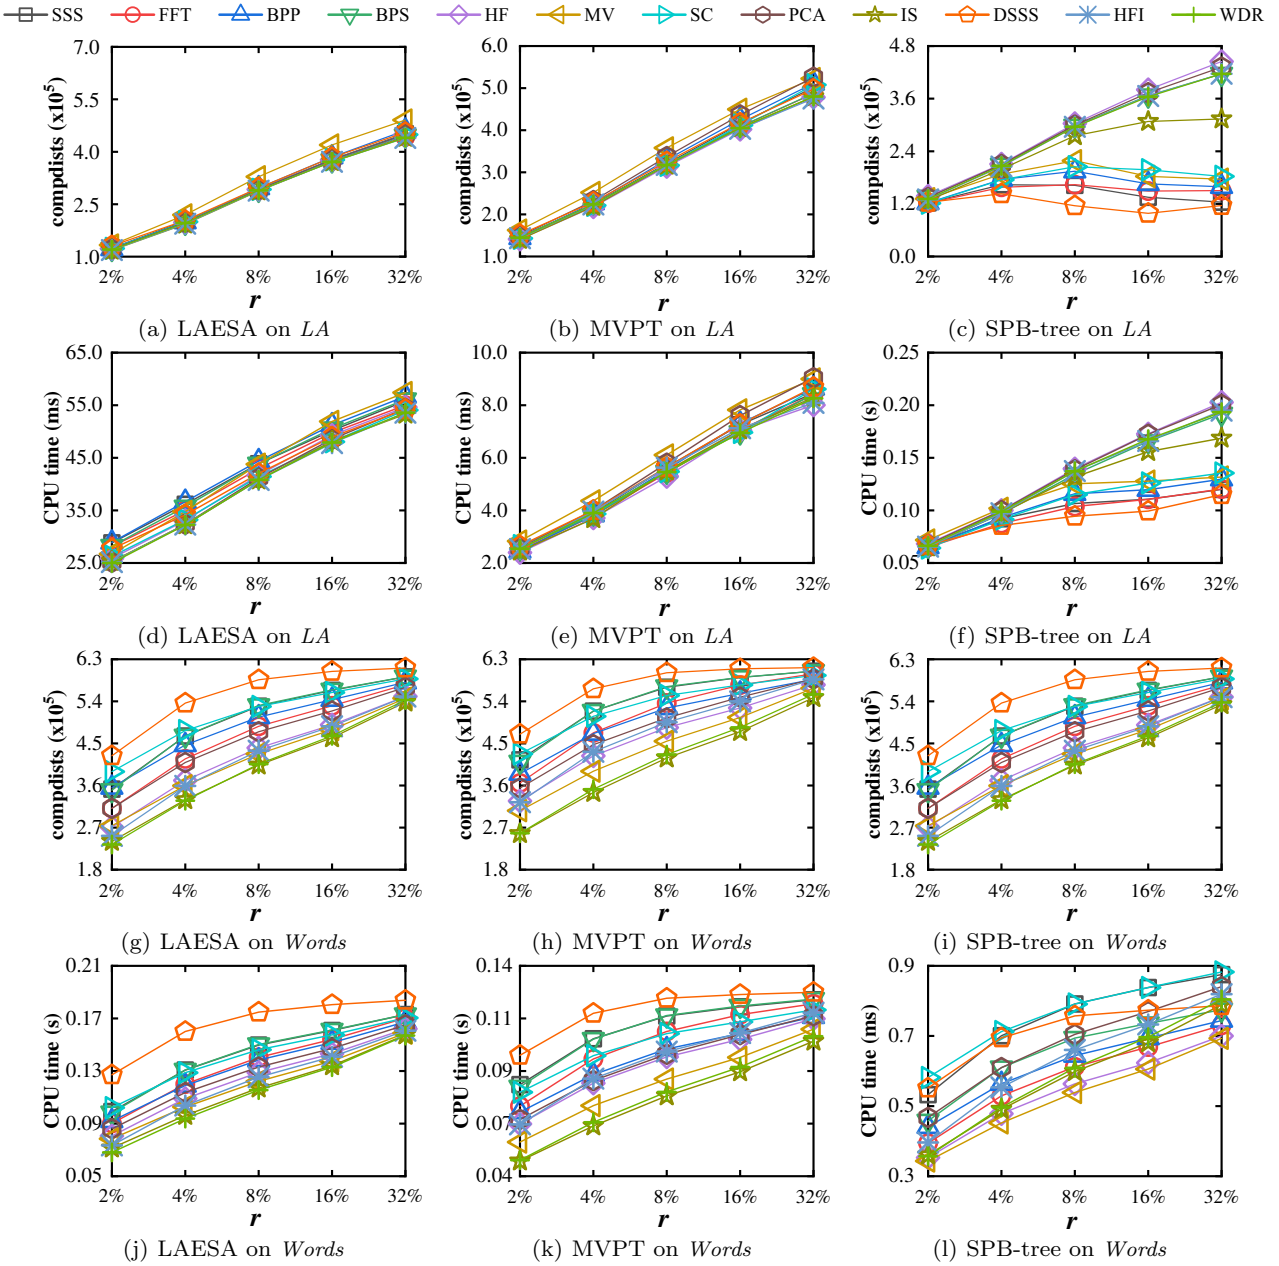 SSS FFT BPP BPS HF MV SC PCA IS DSSS HFI WDR
compdists (x10⁵)
7.0
5.5
4.0
2.5
1.0
2% 4% 8% 16% 32%
r
(a) LAESA on LA
compdists (x10⁵)
6.0
5.0
4.0
3.0
2.0
1.0
2% 4% 8% 16% 32%
r
(b) MVPT on LA
compdists (x10⁵)
4.8
3.6
2.4
1.2
0.0
2% 4% 8% 16% 32%
r
(c) SPB-tree on LA
CPU time (ms)
65.0
55.0
45.0
35.0
25.0
2% 4% 8% 16% 32%
r
(d) LAESA on LA
CPU time (ms)
10.0
8.0
6.0
4.0
2.0
2% 4% 8% 16% 32%
r
(e) MVPT on LA
CPU time (s)
0.25
0.20
0.15
0.10
0.05
2% 4% 8% 16% 32%
r
(f) SPB-tree on LA
compdists (x10⁵)
6.3
5.4
4.5
3.6
2.7
1.8
2% 4% 8% 16% 32%
r
(g) LAESA on Words
compdists (x10⁵)
6.3
5.4
4.5
3.6
2.7
1.8
2% 4% 8% 16% 32%
r
(h) MVPT on Words
compdists (x10⁵)
6.3
5.4
4.5
3.6
2.7
1.8
2% 4% 8% 16% 32%
r
(i) SPB-tree on Words
CPU time (s)
0.21
0.17
0.13
0.09
0.05
2% 4% 8% 16% 32%
r
(j) LAESA on Words
CPU time (s)
0.14
0.11
0.09
0.07
0.04
2% 4% 8% 16% 32%
r
(k) MVPT on Words
CPU time (ms)
0.9
0.7
0.5
0.3
2% 4% 8% 16% 32%
r
(l) SPB-tree on Words